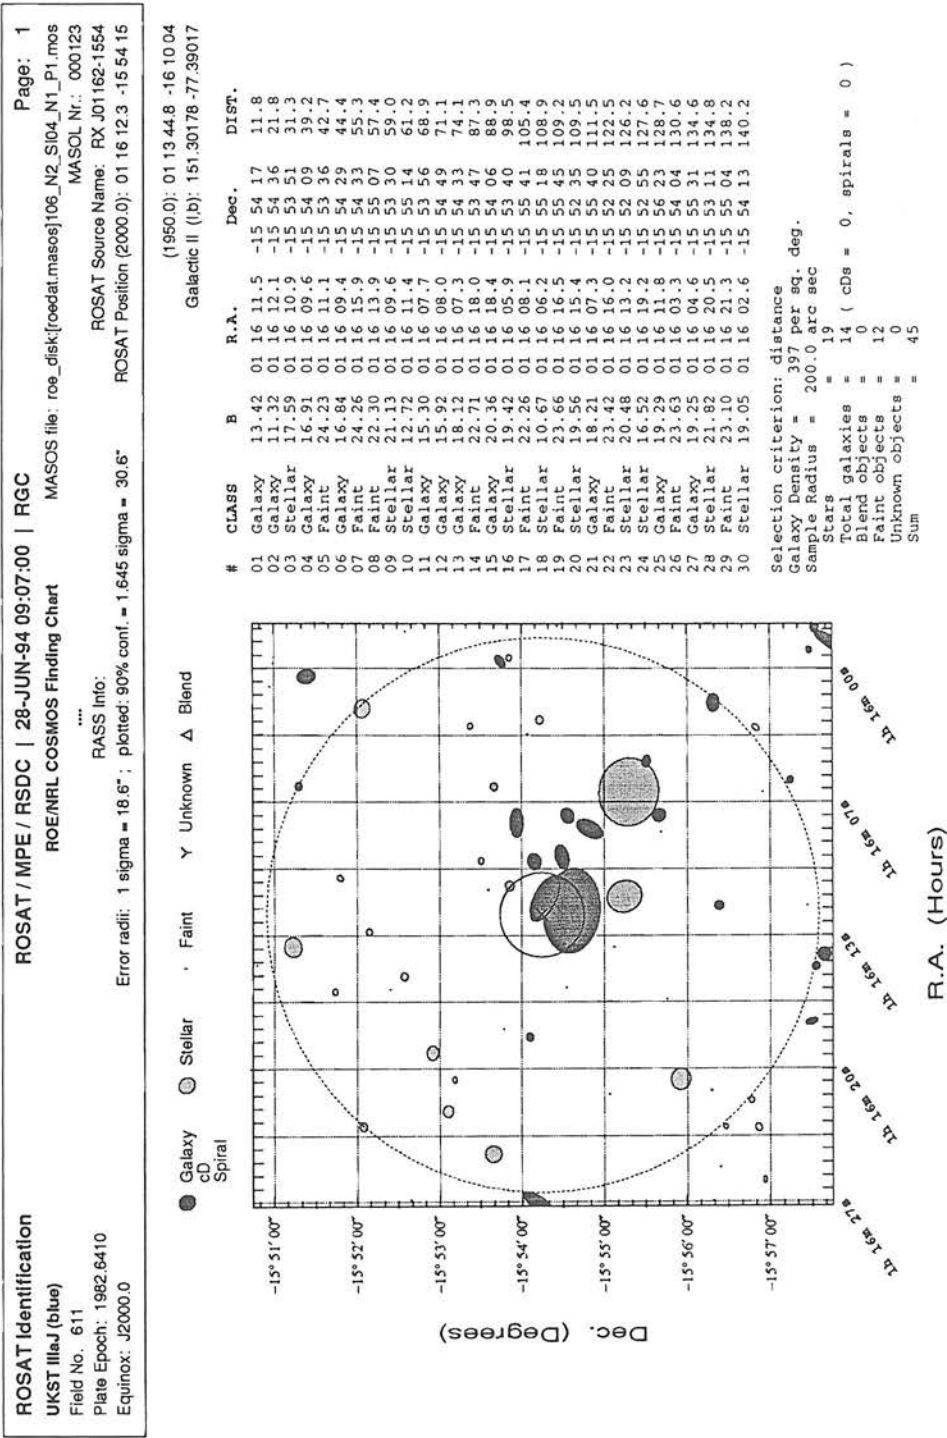 ROSAT Identification ROSAT / MPE / RSDC | 28-JUN-94 09:07:00 | RGC Page: 1
UKST IIIaJ (blue) ROE/NRL COSMOS Finding Chart MASOS file: roe_disk:[roedat.masos]106_N2_SI04_N1_P1.mos
Field No. 611 .... MASOL Nr.: 000123
Plate Epoch: 1982.6410 RASS Info: ROSAT Source Name: RX J01162-1554
Equinox: J2000.0 Error radii: 1 sigma = 18.6" ; plotted: 90% conf. = 1.645 sigma = 30.6" ROSAT Position (2000.0): 01 16 12.3 -15 54 15
(1950.0): 01 13 44.8 -16 10 04
Galactic II (l,b): 151.30178 -77.39017
Galaxy Stellar Faint Y Unknown Δ Blend
cD
Spiral
-15° 51' 00"
-15° 52' 00"
-15° 53' 00"
-15° 54' 00"
-15° 55' 00"
-15° 56' 00"
-15° 57' 00"
Dec. (Degrees)
1h 16m 27s 1h 16m 20s 1h 16m 13s 1h 16m 07s 1h 16m 00s
R.A. (Hours)
# CLASS B R.A. Dec. DIST.
01 Galaxy 13.42 01 16 11.5 -15 54 17 11.8
02 Galaxy 11.32 01 16 12.1 -15 54 36 21.8
03 Stellar 17.59 01 16 10.9 -15 53 51 31.3
04 Galaxy 16.91 01 16 09.6 -15 54 09 39.2
05 Faint 24.23 01 16 11.1 -15 53 36 42.7
06 Galaxy 16.84 01 16 09.4 -15 54 29 44.4
07 Faint 24.26 01 16 15.9 -15 54 33 55.3
08 Faint 22.30 01 16 13.9 -15 55 07 57.4
09 Stellar 21.13 01 16 09.6 -15 53 30 59.0
10 Stellar 12.72 01 16 11.4 -15 55 14 61.2
11 Galaxy 15.30 01 16 07.7 -15 53 56 68.9
12 Galaxy 15.92 01 16 08.0 -15 54 49 71.1
13 Galaxy 18.12 01 16 07.3 -15 54 33 74.1
14 Faint 22.71 01 16 18.0 -15 53 47 87.3
15 Galaxy 20.36 01 16 18.4 -15 54 06 88.9
16 Stellar 19.42 01 16 05.9 -15 53 40 98.5
17 Faint 22.26 01 16 08.1 -15 55 41 105.4
18 Stellar 10.67 01 16 06.2 -15 55 18 108.9
19 Faint 23.66 01 16 16.5 -15 55 45 109.2
20 Stellar 19.56 01 16 15.4 -15 52 35 109.5
21 Galaxy 18.21 01 16 07.3 -15 55 40 111.5
22 Faint 23.42 01 16 -15 52 25 122.5
23 Stellar 20.48 01 16 13.2 -15 52 09 126.2
24 Stellar 16.52 01 16 19.2 -15 52 55 127.6
25 Galaxy 19.29 01 16 11.8 -15 56 23 128.7
26 Faint 23.63 01 16 03.3 -15 54 04 130.6
27 Galaxy 19.25 01 16 04.6 -15 55 31 134.6
28 Stellar 21.82 01 16 20.5 -15 53 11 134.8
29 Faint 23.10 01 16 21.3 -15 55 04 138.2
30 Stellar 19.05 01 16 02.6 -15 54 13 140.2
Selection criterion: distance
Galaxy Density = 397 per sq. deg.
Sample Radius = 200.0 arc sec
Stars = 19
Total galaxies = 14 ( cDs = 0, spirals = 0 )
Blend objects = 0
Faint objects = 12
Unknown objects = 0
Sum = 45